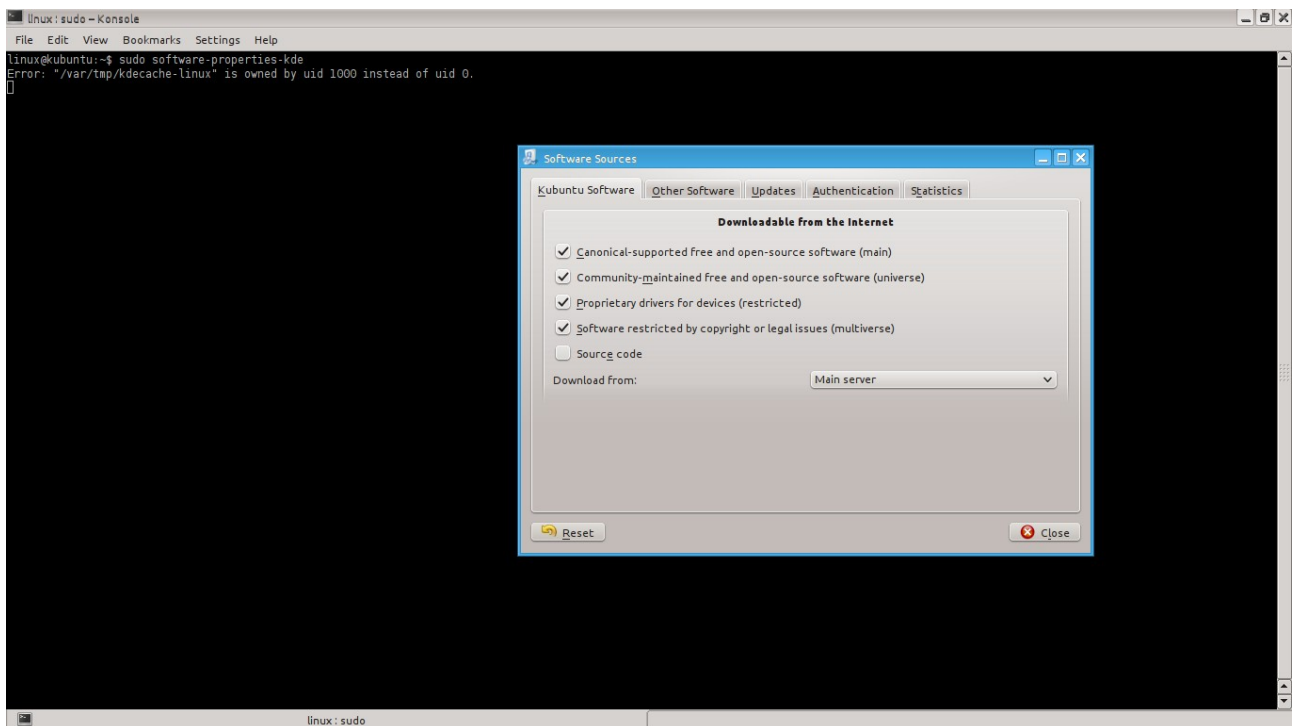 linux : sudo – Konsole
File Edit View Bookmarks Settings Help
linux@kubuntu:~$ sudo software-properties-kde
Error: "/var/tmp/kdecache-linux" is owned by uid 1000 instead of uid 0.
Software Sources
Kubuntu Software Other Software Updates Authentication Statistics
Downloadable from the Internet
Canonical-supported free and open-source software (main)
Community-maintained free and open-source software (universe)
Proprietary drivers for devices (restricted)
Software restricted by copyright or legal issues (multiverse)
Source code
Download from: Main server
Reset Close
linux : sudo